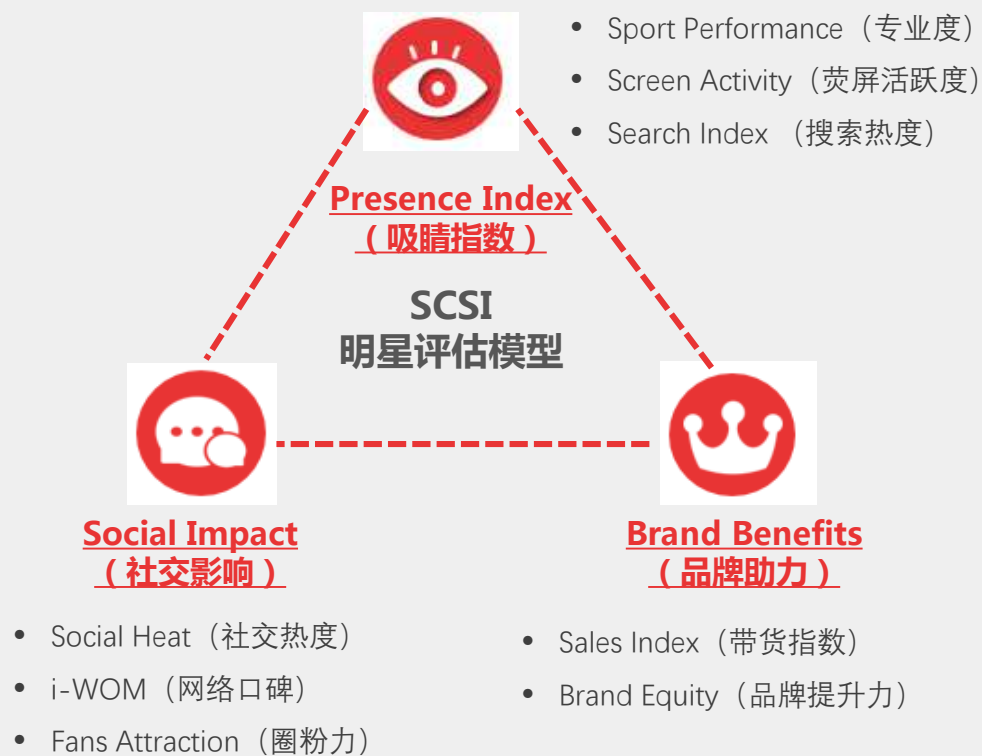 • Sport Performance（专业度）
• Screen Activity（荧屏活跃度）
• Search Index （搜索热度）
Presence Index
（吸睛指数）
SCSI
明星评估模型
Social Impact
（社交影响）
• Social Heat（社交热度）
• i-WOM（网络口碑）
• Fans Attraction（圈粉力）
Brand Benefits
（品牌助力）
• Sales Index（带货指数）
• Brand Equity（品牌提升力）